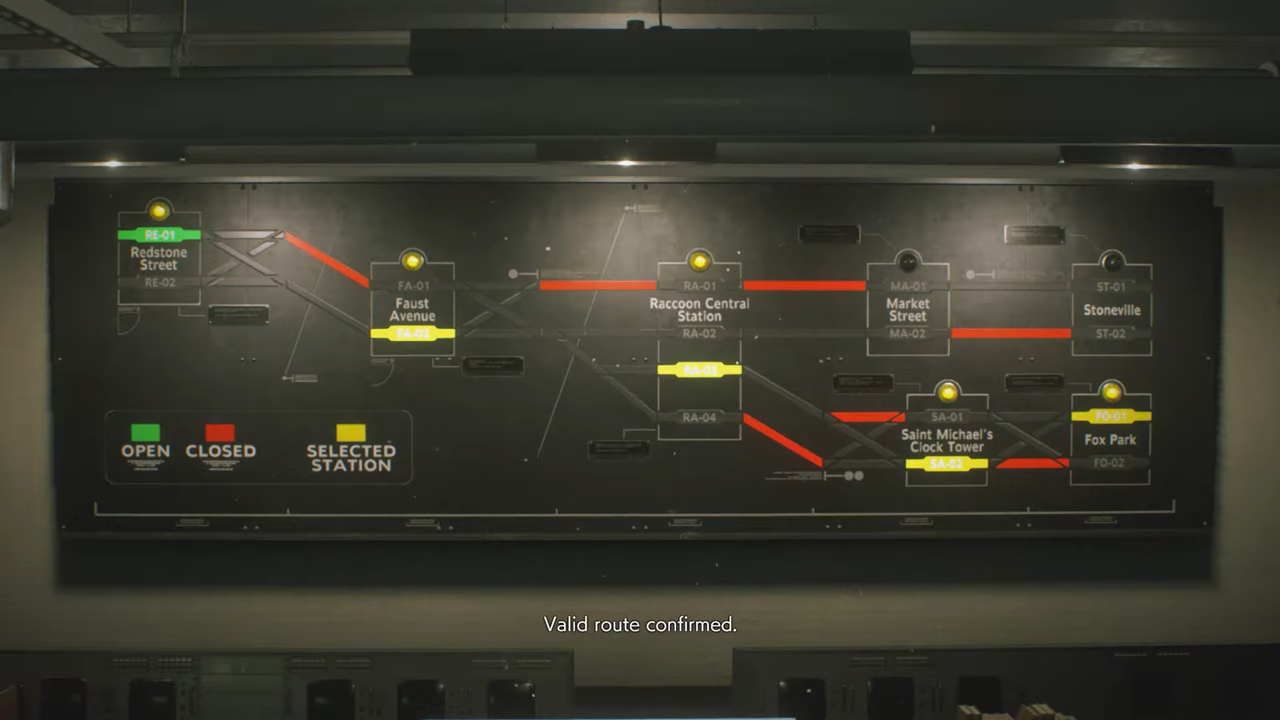 RE-01
Redstone
Street
RE-02
FA-01
Faust
Avenue
FA-02
RA-01
Raccoon Central
Station
RA-02
RA-03
RA-04
MA-01
Market
Street
MA-02
ST-01
Stoneville
ST-02
SA-01
Saint Michael's
Clock Tower
SA-02
FO-01
Fox Park
FO-02
OPEN
CLOSED
SELECTED
STATION
Valid route confirmed.